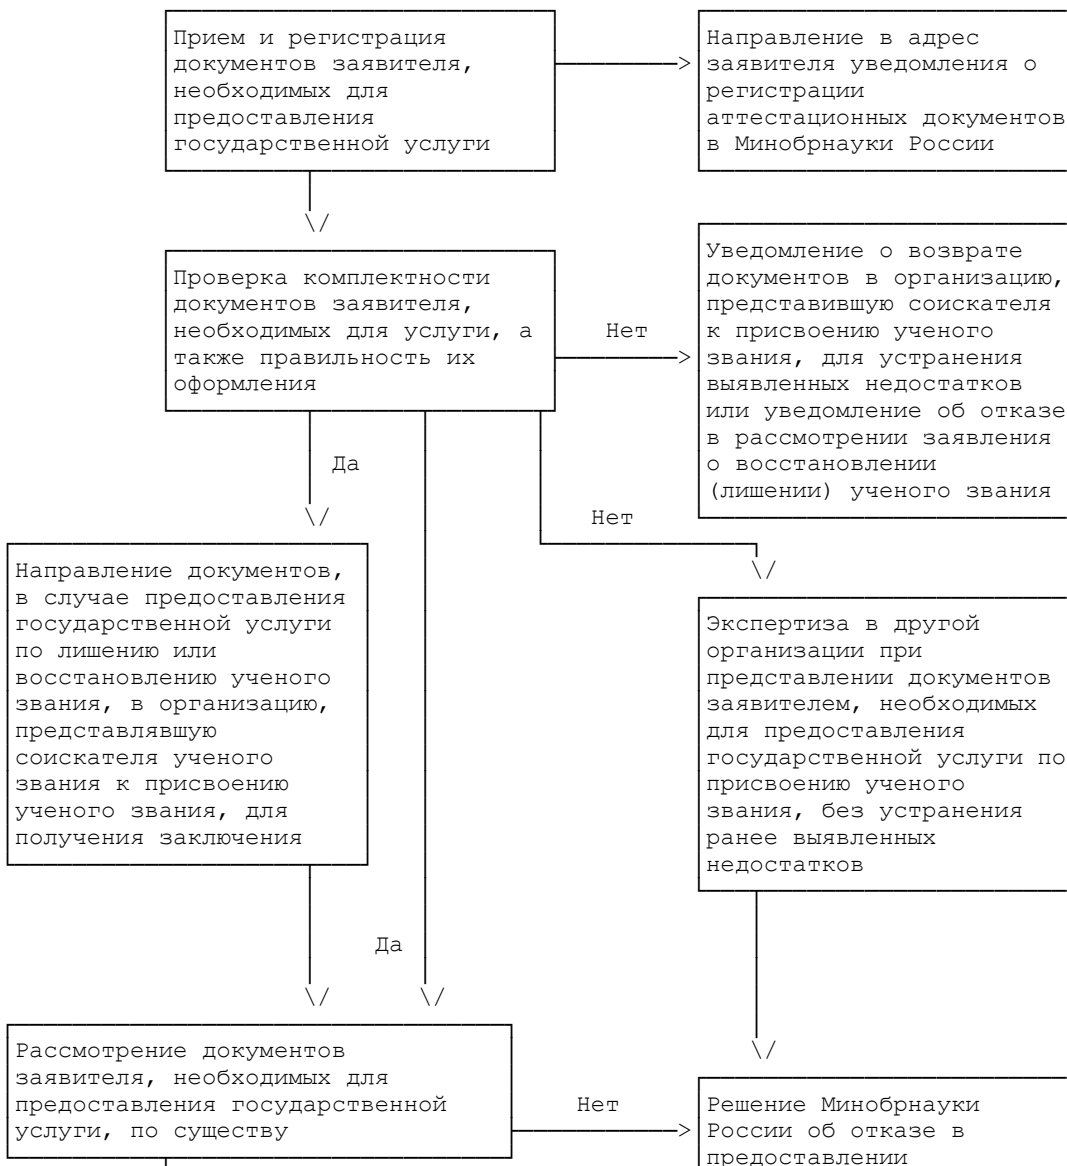 Прием и регистрация
документов заявителя,
необходимых для
предоставления
государственной услуги
Направление в адрес
заявителя уведомления о
регистрации
аттестационных документов
в Минобрнауки России
Проверка комплектности
документов заявителя,
необходимых для услуги, а
также правильность их
оформления
Нет
Уведомление о возврате
документов в организацию,
представившую соискателя
к присвоению ученого
звания, для устранения
выявленных недостатков
или уведомление об отказе
в рассмотрении заявления
о восстановлении
(лишении) ученого звания
Да
Нет
Направление документов,
в случае предоставления
государственной услуги
по лишению или
восстановлению ученого
звания, в организацию,
представлявшую
соискателя ученого
звания к присвоению
ученого звания, для
получения заключения
Экспертиза в другой
организации при
представлении документов
заявителем, необходимых
для предоставления
государственной услуги по
присвоению ученого
звания, без устранения
ранее выявленных
недостатков
Да
Рассмотрение документов
заявителя, необходимых для
предоставления государственной
услуги, по существу
Нет
Решение Минобрнауки
России об отказе в
предоставлении